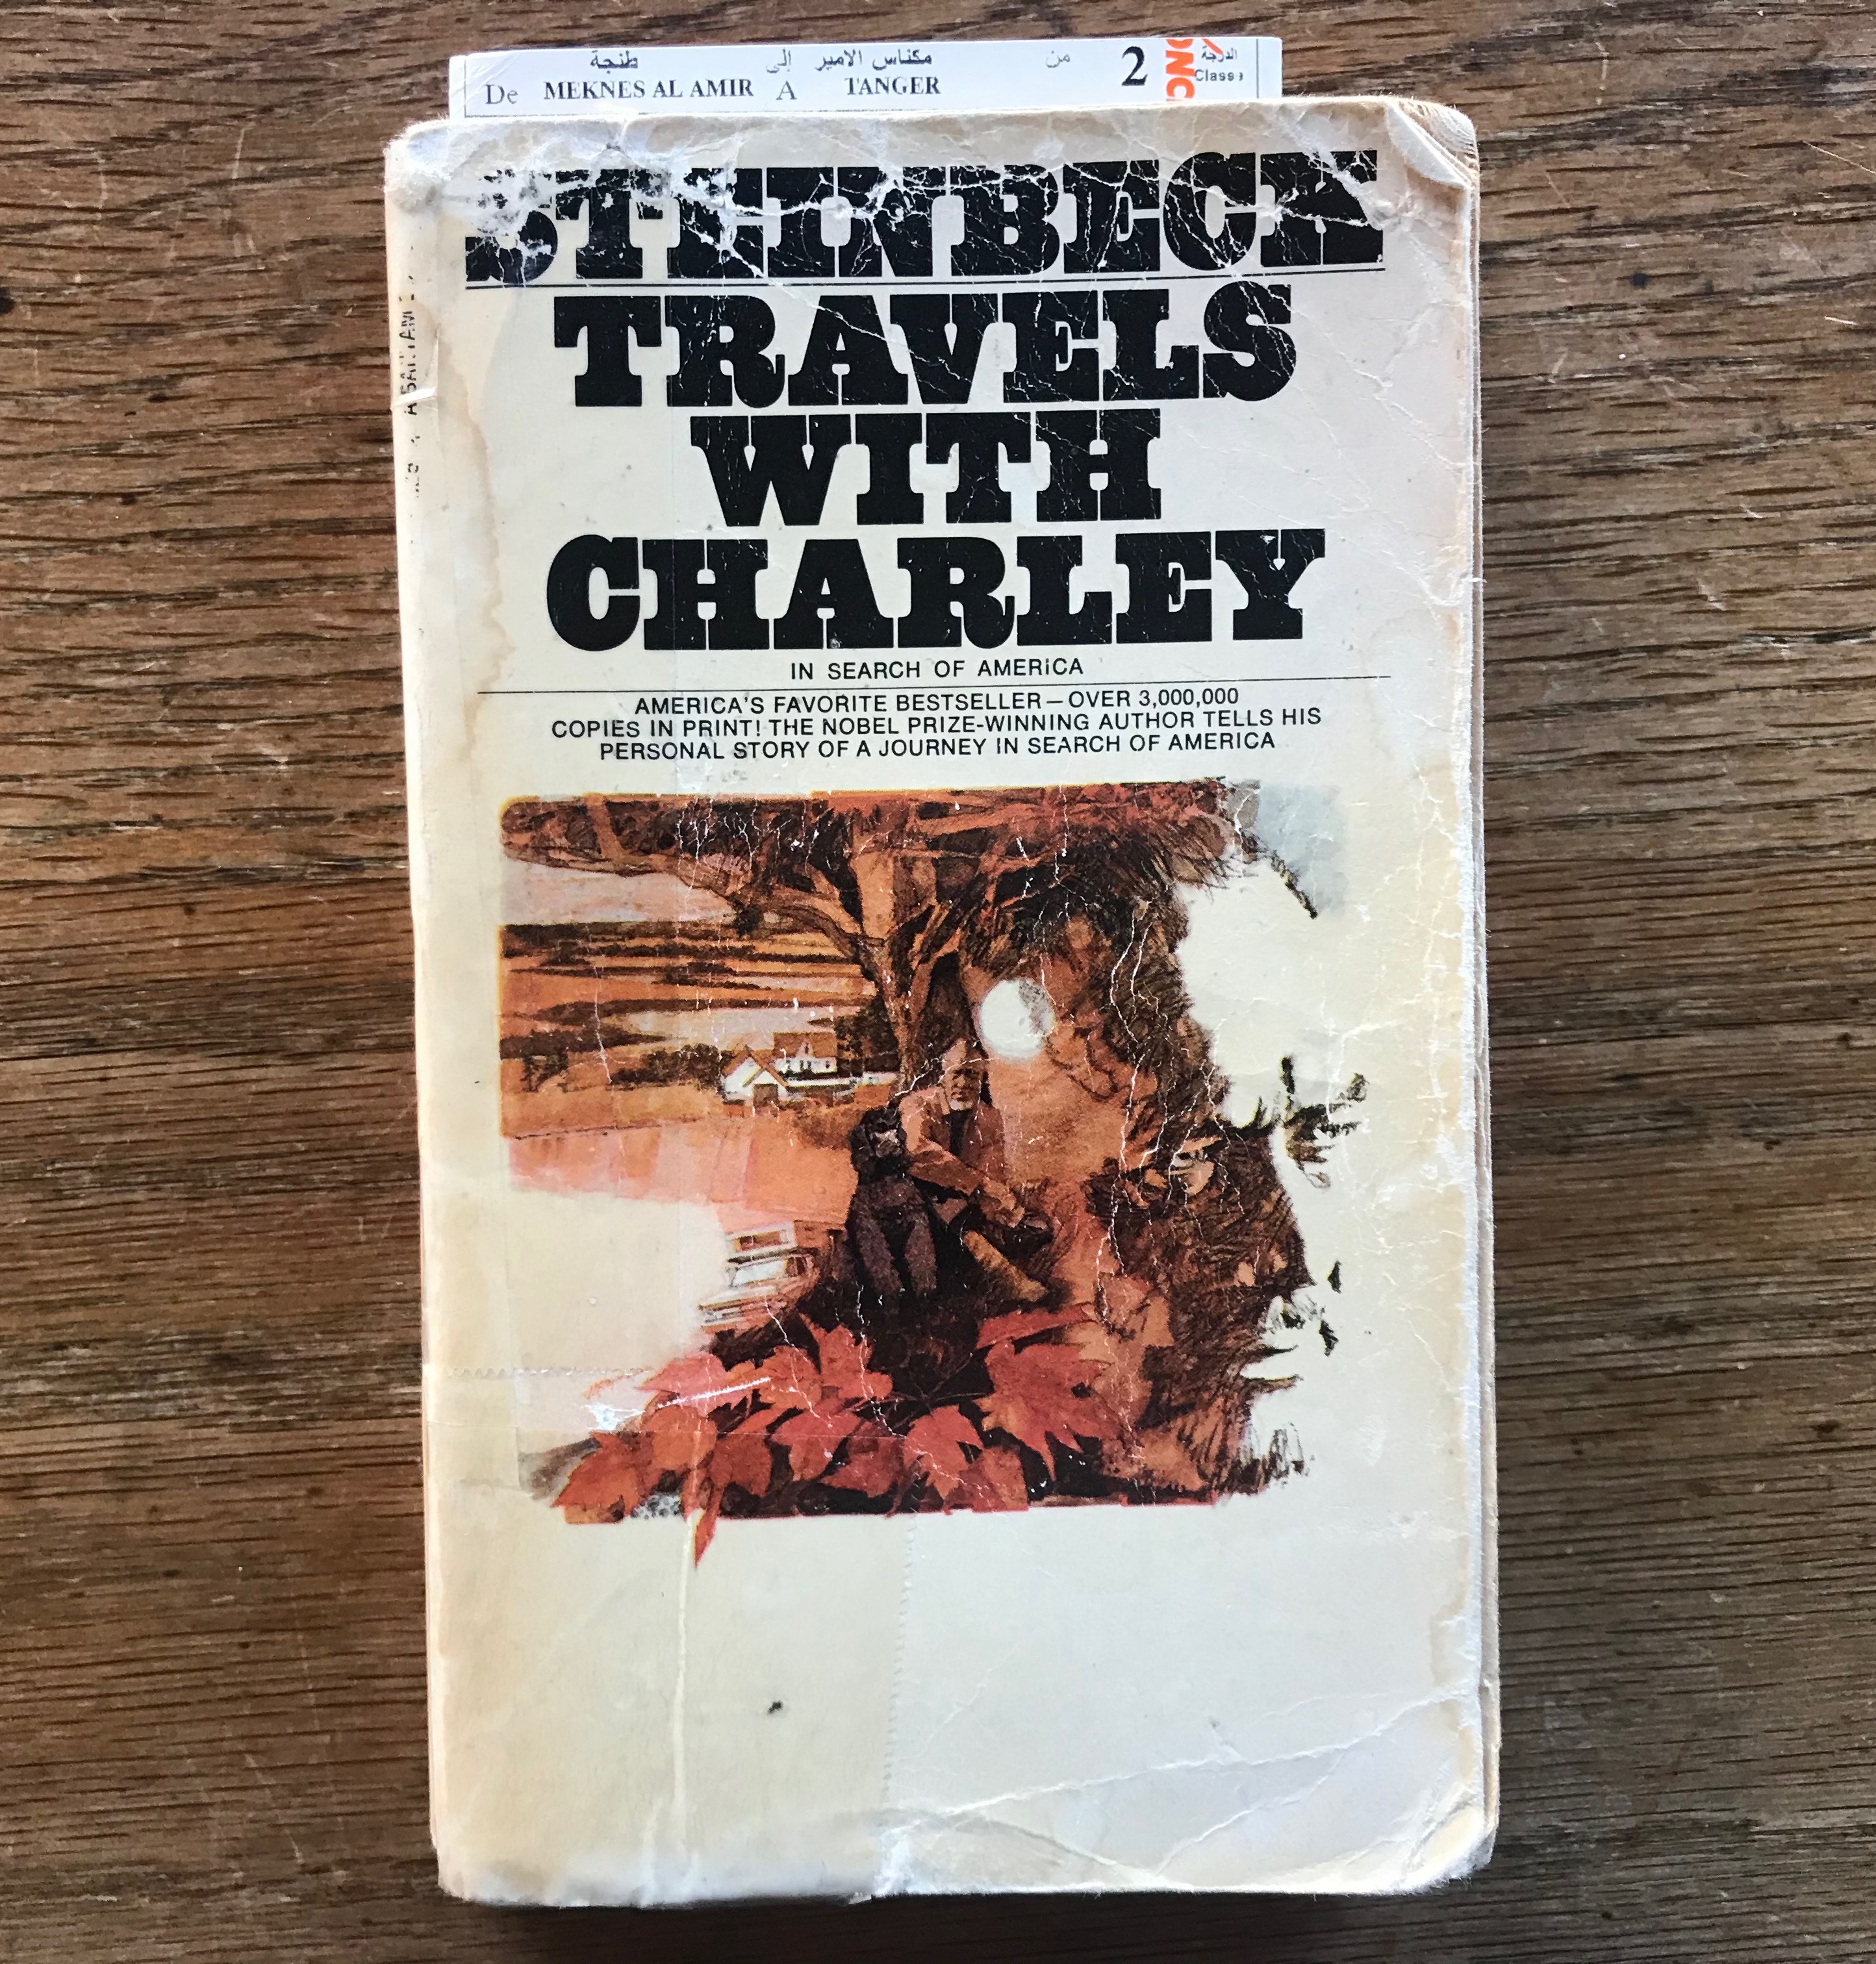 طنجة إلى مكناس الامير من 2 الدرجة
De MEKNES AL AMIR A TANGER Classe
STEINBECK
TRAVELS
WITH
CHARLEY
IN SEARCH OF AMERICA
AMERICA'S FAVORITE BESTSELLER—OVER 3,000,000
COPIES IN PRINT! THE NOBEL PRIZE-WINNING AUTHOR TELLS HIS
PERSONAL STORY OF A JOURNEY IN SEARCH OF AMERICA